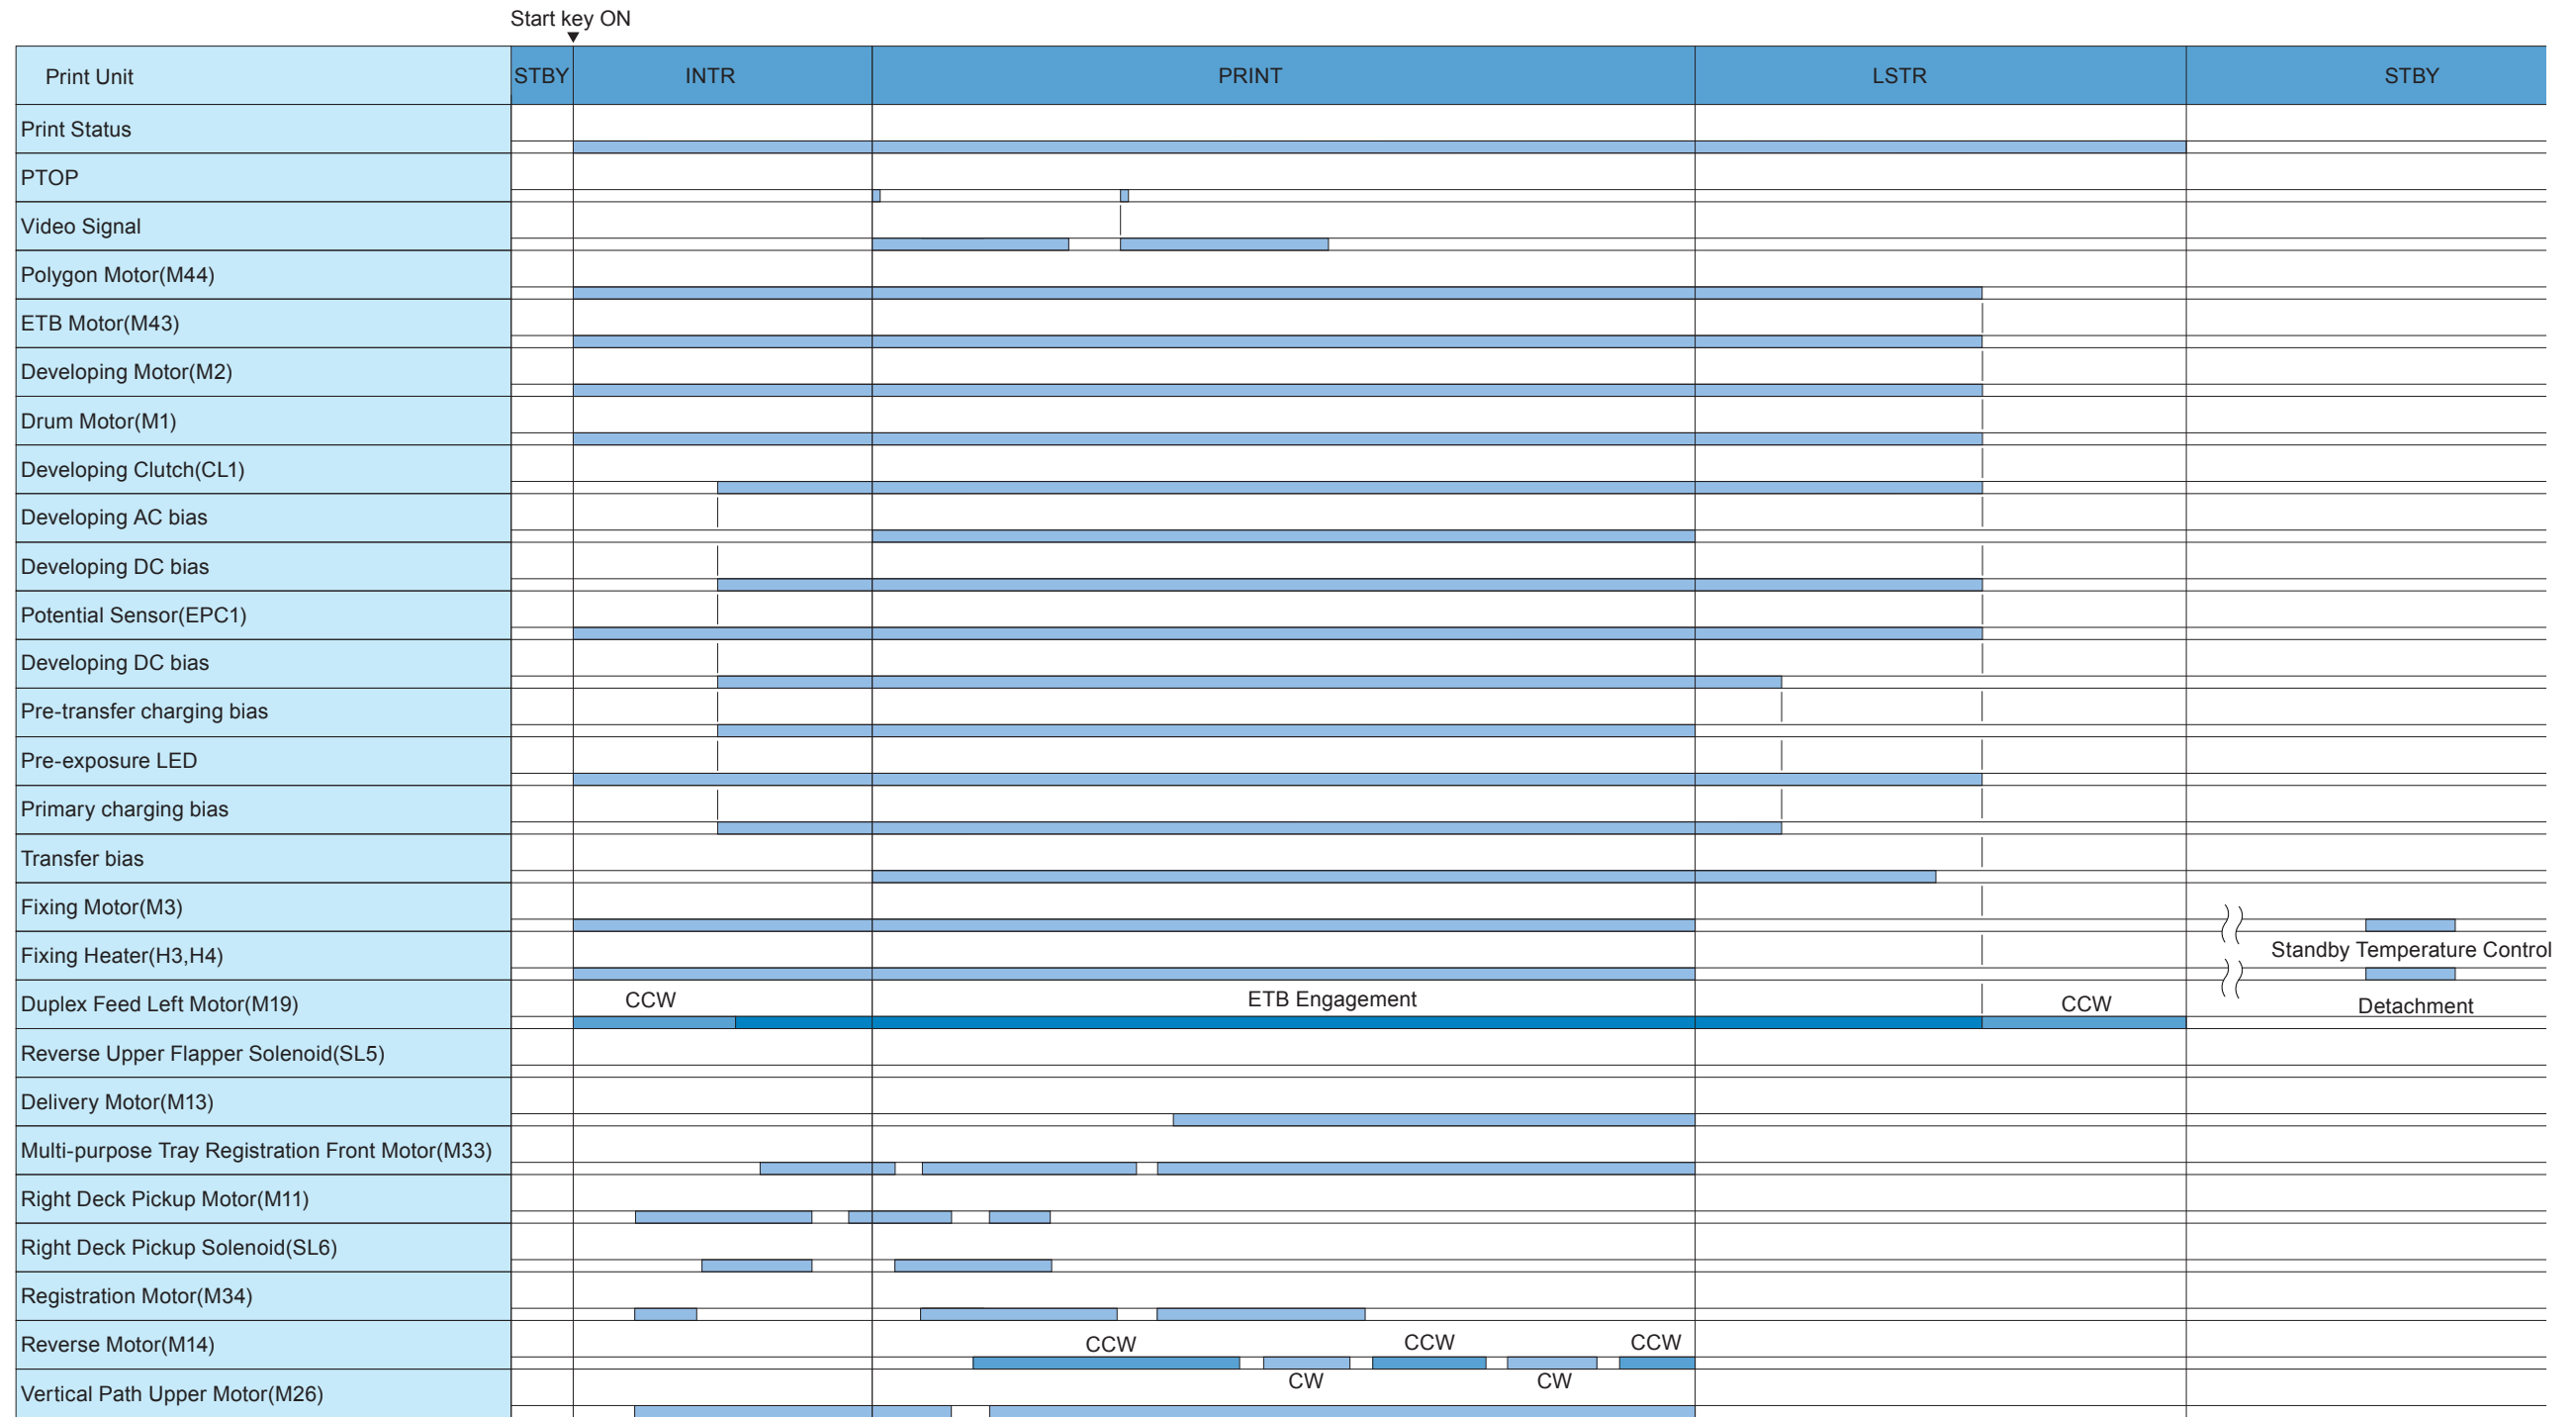 Start key ON
Print Unit STBY INTR PRINT LSTR STBY
Print Status
PTOP
Video Signal
Polygon Motor(M44)
ETB Motor(M43)
Developing Motor(M2)
Drum Motor(M1)
Developing Clutch(CL1)
Developing AC bias
Developing DC bias
Potential Sensor(EPC1)
Developing DC bias
Pre-transfer charging bias
Pre-exposure LED
Primary charging bias
Transfer bias
Fixing Motor(M3)
Fixing Heater(H3,H4) Standby Temperature Control
Duplex Feed Left Motor(M19) CCW ETB Engagement CCW Detachment
Reverse Upper Flapper Solenoid(SL5)
Delivery Motor(M13)
Multi-purpose Tray Registration Front Motor(M33)
Right Deck Pickup Motor(M11)
Right Deck Pickup Solenoid(SL6)
Registration Motor(M34)
Reverse Motor(M14) CCW CCW CCW
CW CW
Vertical Path Upper Motor(M26)